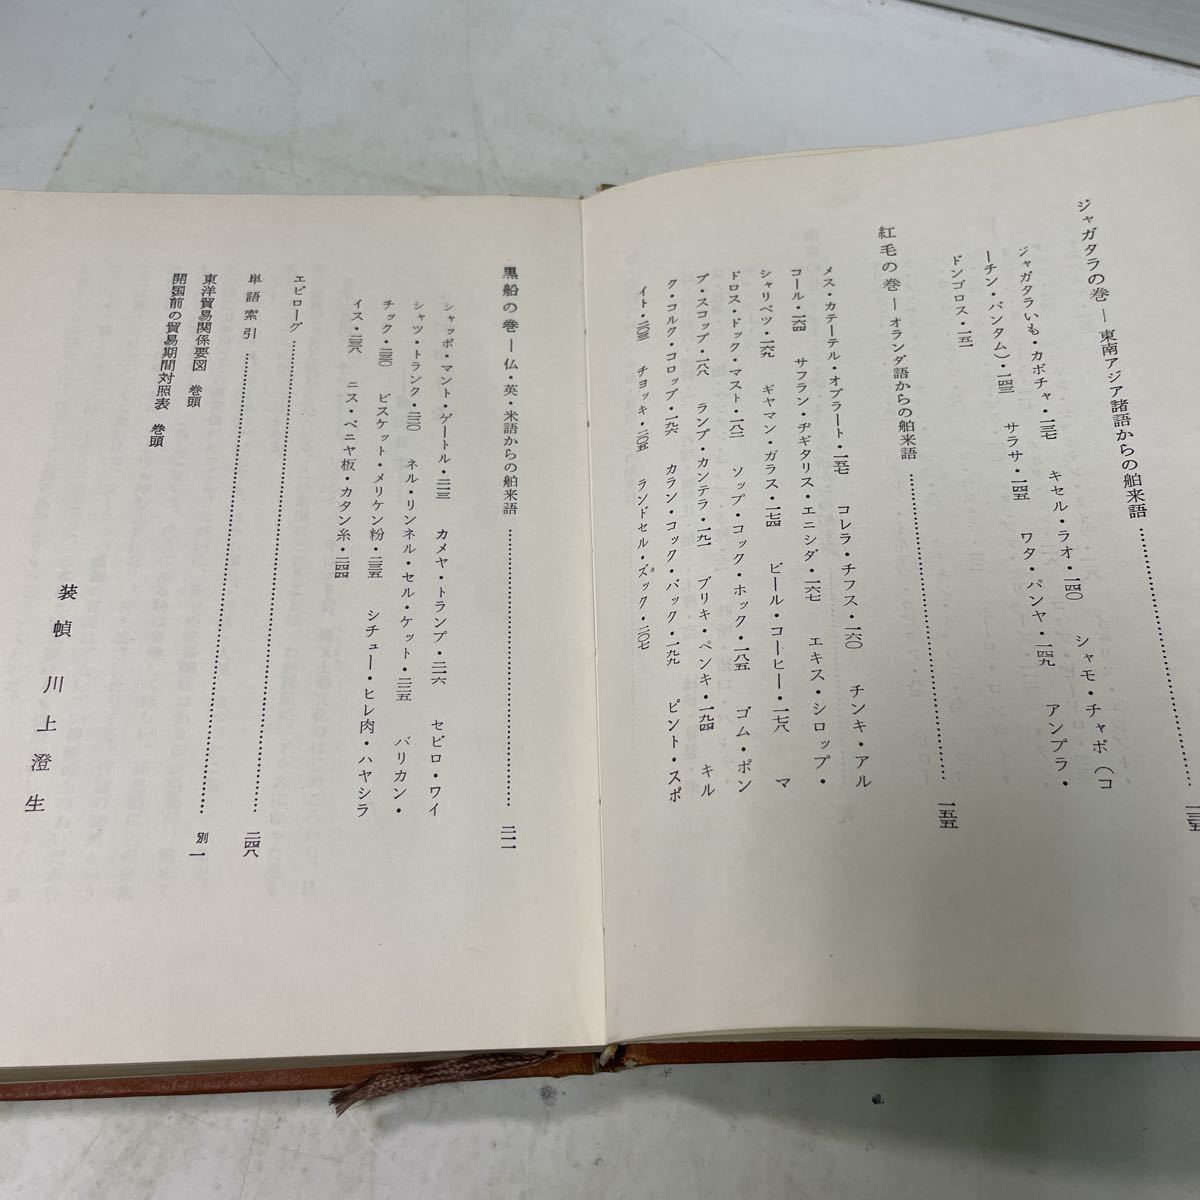 ジャガタラの巻―東南アジア諸語からの舶来語…………一三五
ジャガタラいも・カボチャ・一三七　キセル・ラオ・一四〇　シャモ・チャボ（コ
ーチン・バンタム）・一四三　サラサ・一四五　ワタ・パンヤ・一四九　アンプラ・
ドンゴロス・一五一
紅毛の巻―オランダ語からの舶来語…………一五五
メス・カテーテル・オブラート・一五七　コレラ・チフス・一六〇　チンキ・アル
コール・一六四　サフラン・ヂギタリス・エニシダ・一六七　エキス・シロップ・
シャリベツ・一六九　ギヤマン・ガラス・一七四　ビール・コーヒー・一七八　マ
ドロス・ドック・マスト・一八二　ソップ・コック・ホック・一八五　ゴム・ポン
プ・スコップ・一八八　ランプ・カンテラ・一九一　ブリキ・ペンキ・一九四　キル
ク・コルク・コロップ・一九六　カラン・コック・バック・一九九　ピント・スポ
イト・二〇三　チョッキ・二〇五　ランドセル・ズック・二〇七
黒船の巻―仏・英・米語からの舶来語…………二一一
シャッポ・マント・ゲートル・二一三　カメヤ・トランプ・二一六　セビロ・ワイ
シャツ・トランク・二二〇　ネル・リンネル・セル・ケット・二二五　バリカン・
チック・二三〇　ビスケット・メリケン粉・二三五　シチュー・ヒレ肉・ハヤシラ
イス・二三八　ニス・ベニヤ板・カタン糸・二四四
エピローグ…………二四八
単語索引…………別一
東洋貿易関係要図　巻頭
開国前の貿易期間対照表　巻頭
装幀　川上澄生